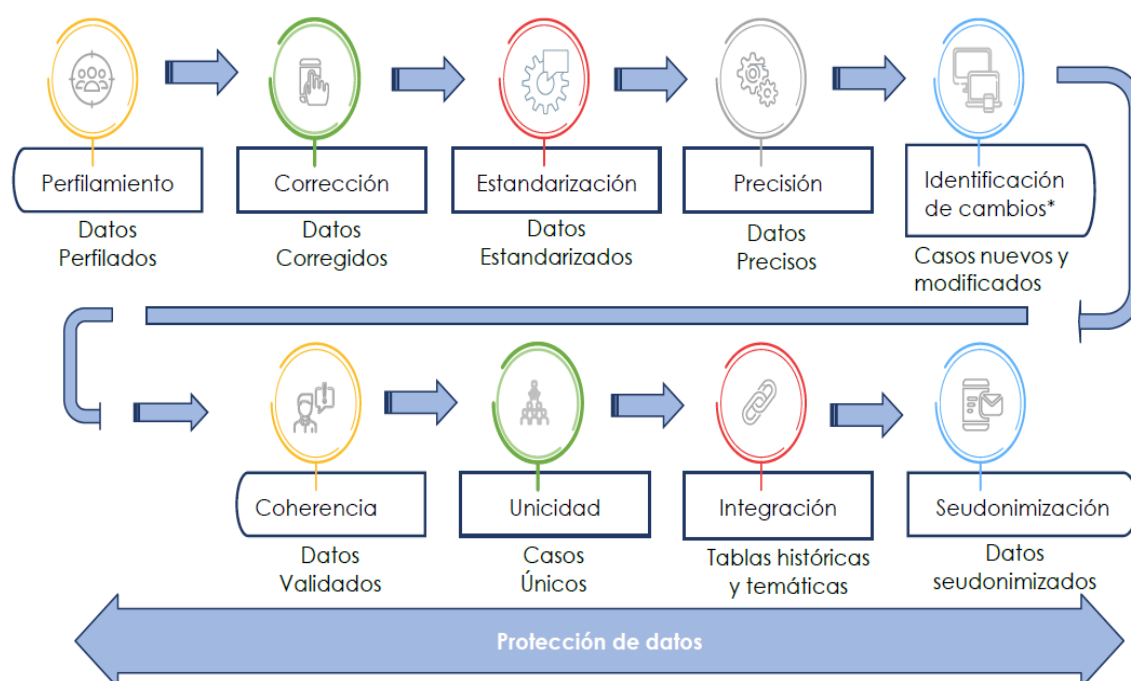 Perfilamiento
Datos
Perfilados
Corrección
Datos
Corregidos
Estandarización
Datos
Estandarizados
Precisión
Datos
Precisos
Identificación
de cambios*
Casos nuevos y
modificados
Coherencia
Datos
Validados
Unicidad
Casos
Únicos
Integración
Tablas históricas
y temáticas
Seudonimización
Datos
seudonimizados
Protección de datos